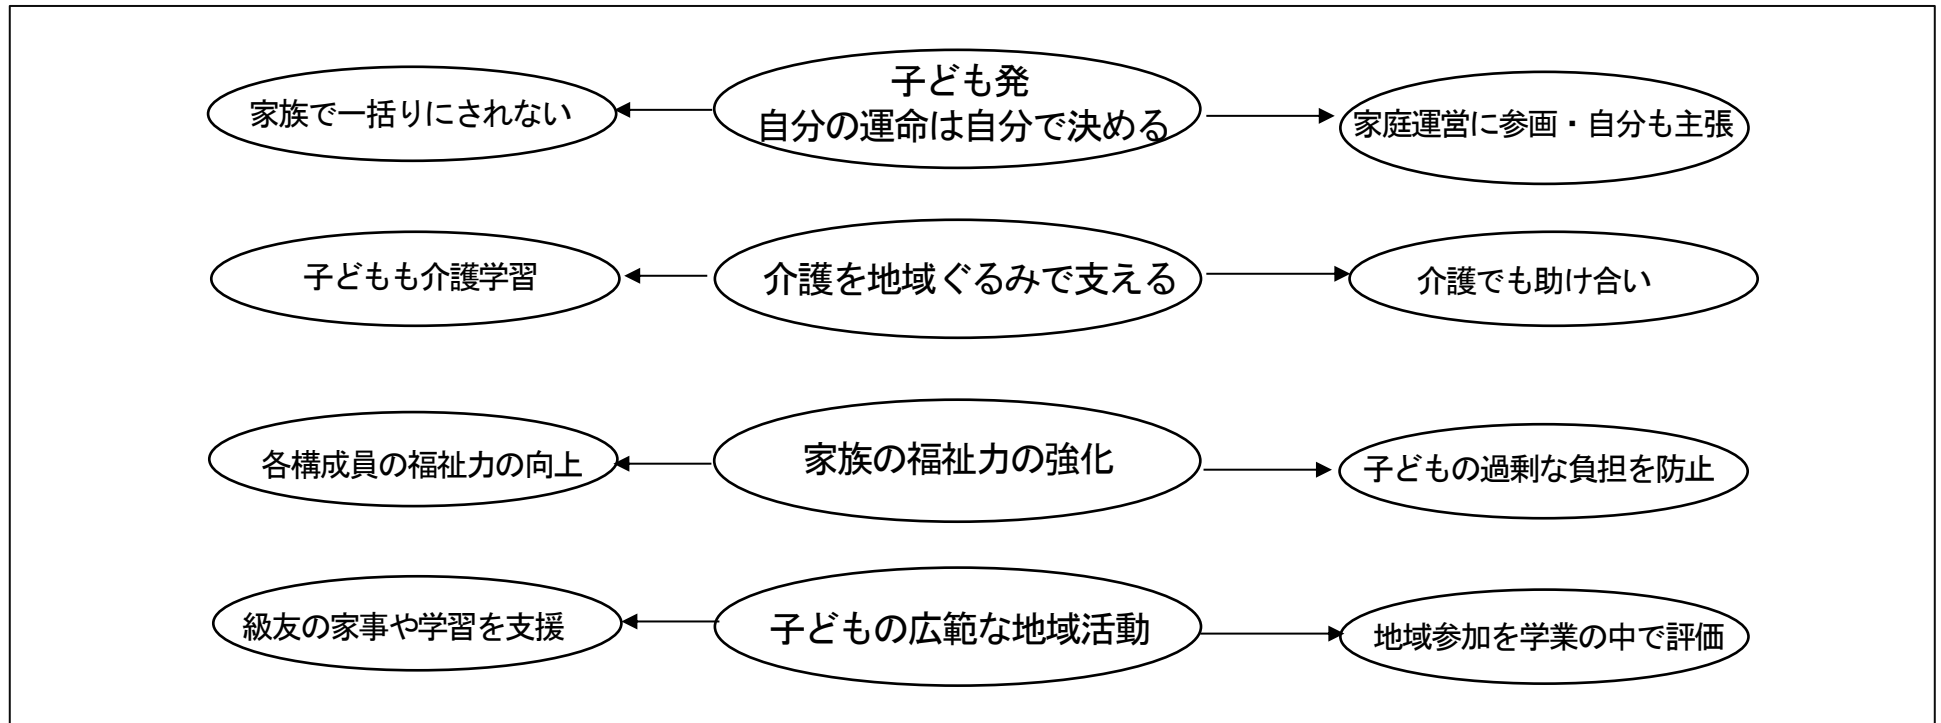 家族で一括りにされない
子ども発
自分の運命は自分で決める
家庭運営に参画・自分も主張
子どもも介護学習
介護を地域ぐるみで支える
介護でも助け合い
各構成員の福祉力の向上
家族の福祉力の強化
子どもの過剰な負担を防止
級友の家事や学習を支援
子どもの広範な地域活動
地域参加を学業の中で評価